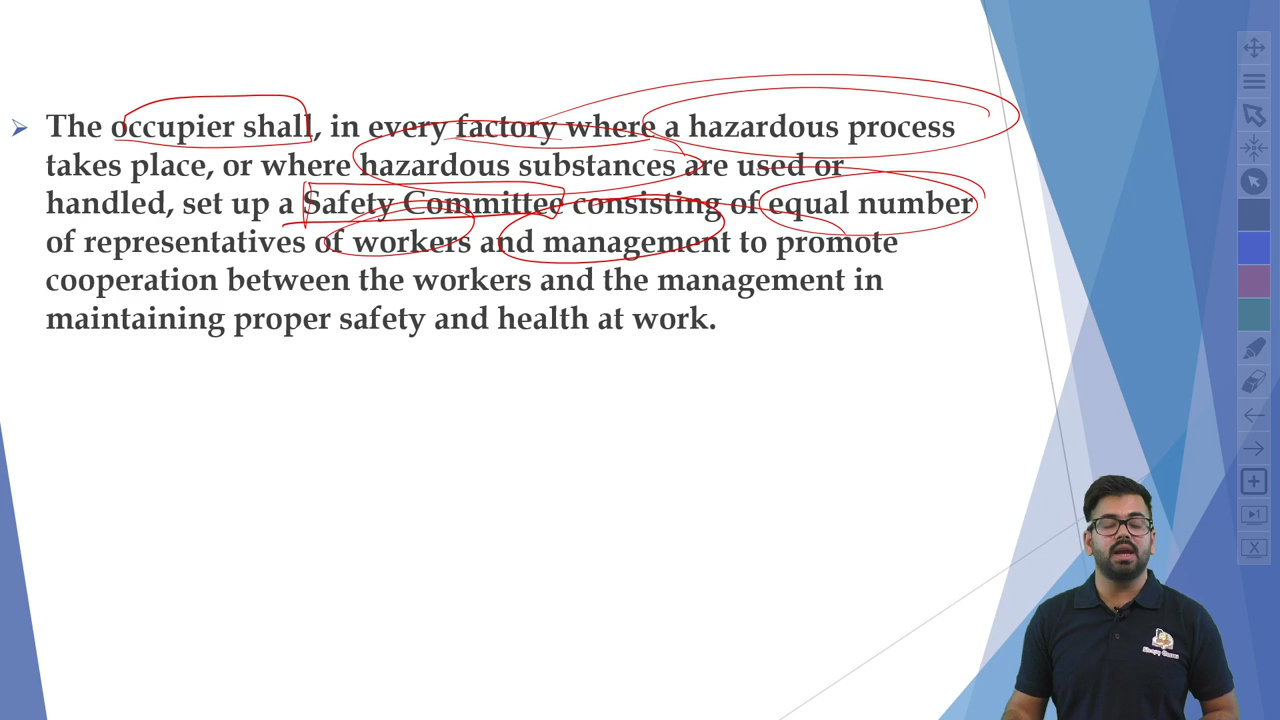 The occupier shall, in every factory where a hazardous process
takes place, or where hazardous substances are used or
handled, set up a Safety Committee consisting of equal number
of representatives of workers and management to promote
cooperation between the workers and the management in
maintaining proper safety and health at work.